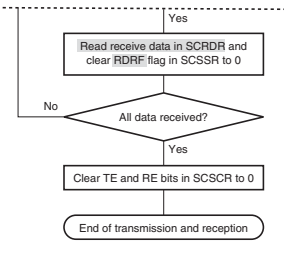 Yes
Read receive data in SCRDR and
clear RDRF flag in SCSSR to 0
No
All data received?
Yes
Clear TE and RE bits in SCSCR to 0
End of transmission and reception